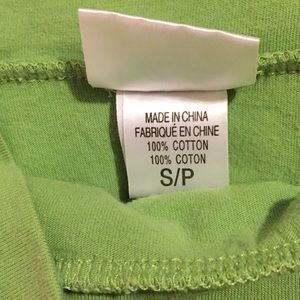 MADE IN CHINA
FABRIQUÉ EN CHINE
100% COTTON
100% COTON
S/P